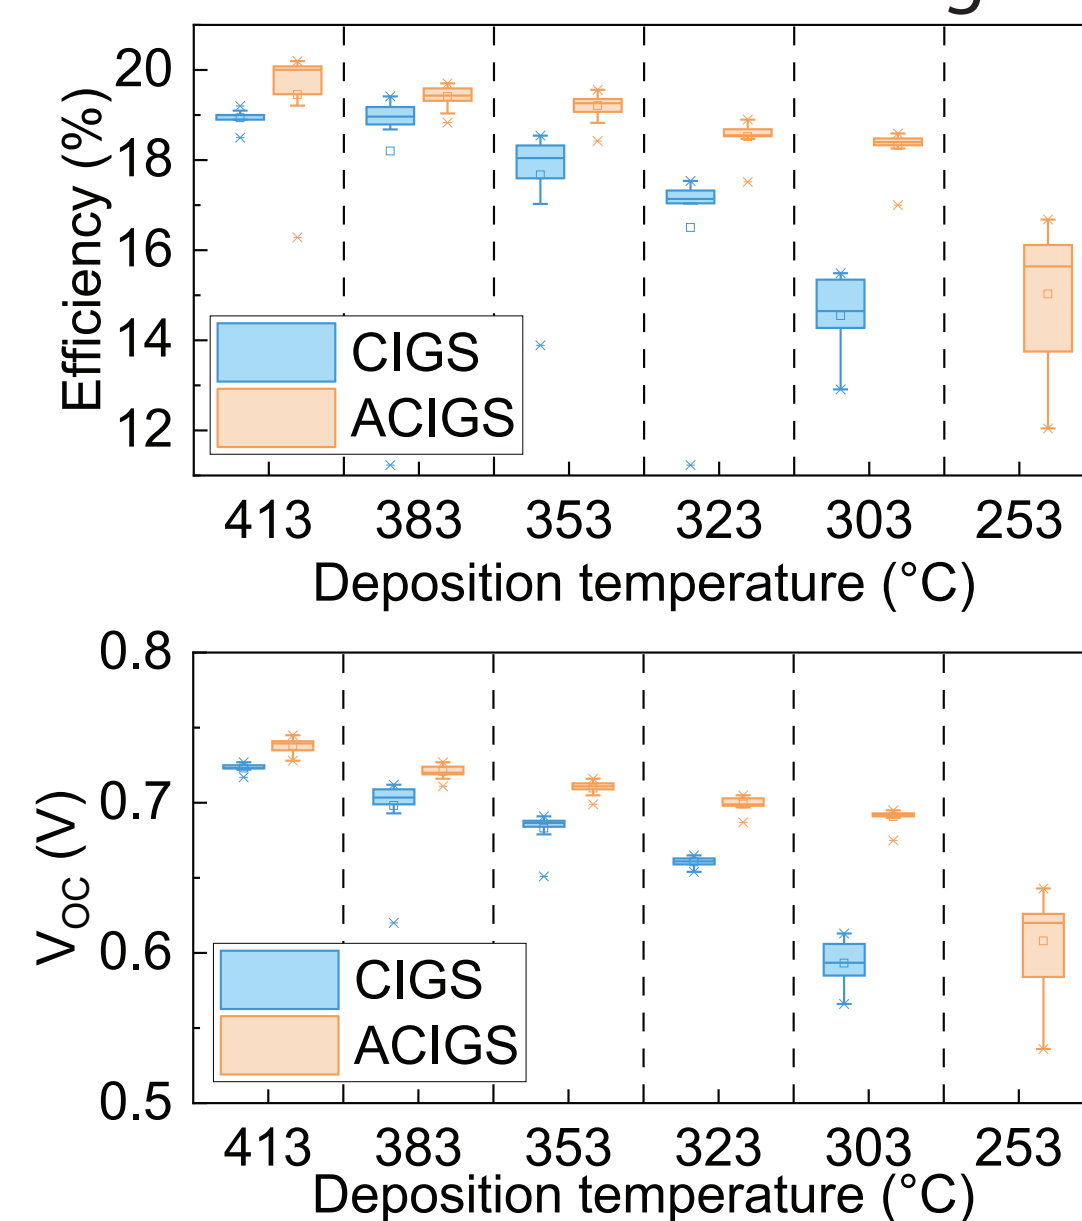 g
20
18
16
14
12
Efficiency (%)
CIGS
ACIGS
413 383 353 323 303 253
Deposition temperature (°C)
0.8
0.7
0.6
0.5
V_OC (V)
CIGS
ACIGS
413 383 353 323 303 253
Deposition temperature (°C)